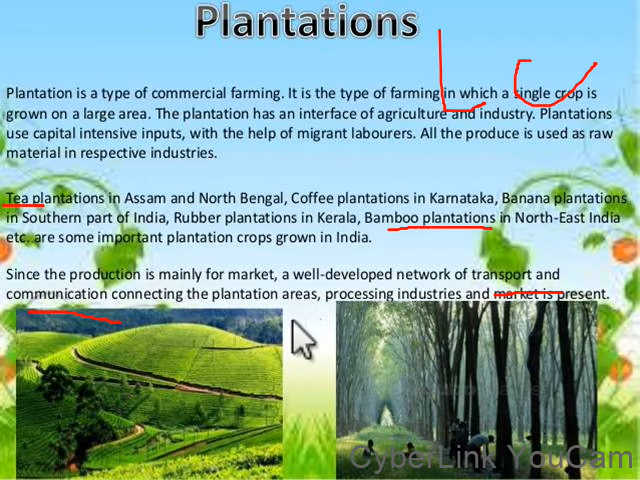 Plantations
L C
Plantation is a type of commercial farming. It is the type of farming in which a single crop is
grown on a large area. The plantation has an interface of agriculture and industry. Plantations
use capital intensive inputs, with the help of migrant labourers. All the produce is used as raw
material in respective industries.
Tea plantations in Assam and North Bengal, Coffee plantations in Karnataka, Banana plantations
in Southern part of India, Rubber plantations in Kerala, Bamboo plantations in North-East India
etc. are some important plantation crops grown in India.
Since the production is mainly for market, a well-developed network of transport and
communication connecting the plantation areas, processing industries and market is present.
CyberLink YouCam